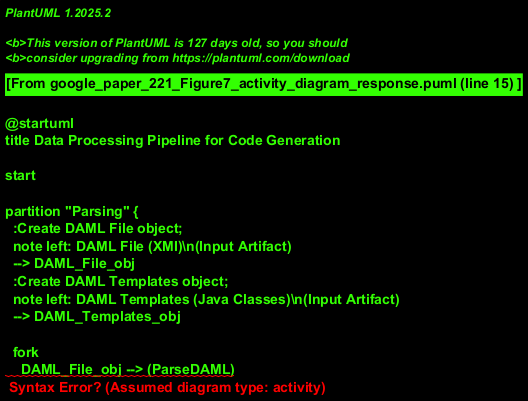 PlantUML 1.2025.2
<b>This version of PlantUML is 127 days old, so you should
<b>consider upgrading from https://plantuml.com/download
[From google_paper_221_Figure7_activity_diagram_response.puml (line 15) ]
@startuml
title Data Processing Pipeline for Code Generation
start
partition "Parsing" {
:Create DAML File object;
note left: DAML File (XMI)\n(Input Artifact)
--> DAML_File_obj
:Create DAML Templates object;
note left: DAML Templates (Java Classes)\n(Input Artifact)
--> DAML_Templates_obj
fork
DAML_File_obj --> (ParseDAML)
Syntax Error? (Assumed diagram type: activity)